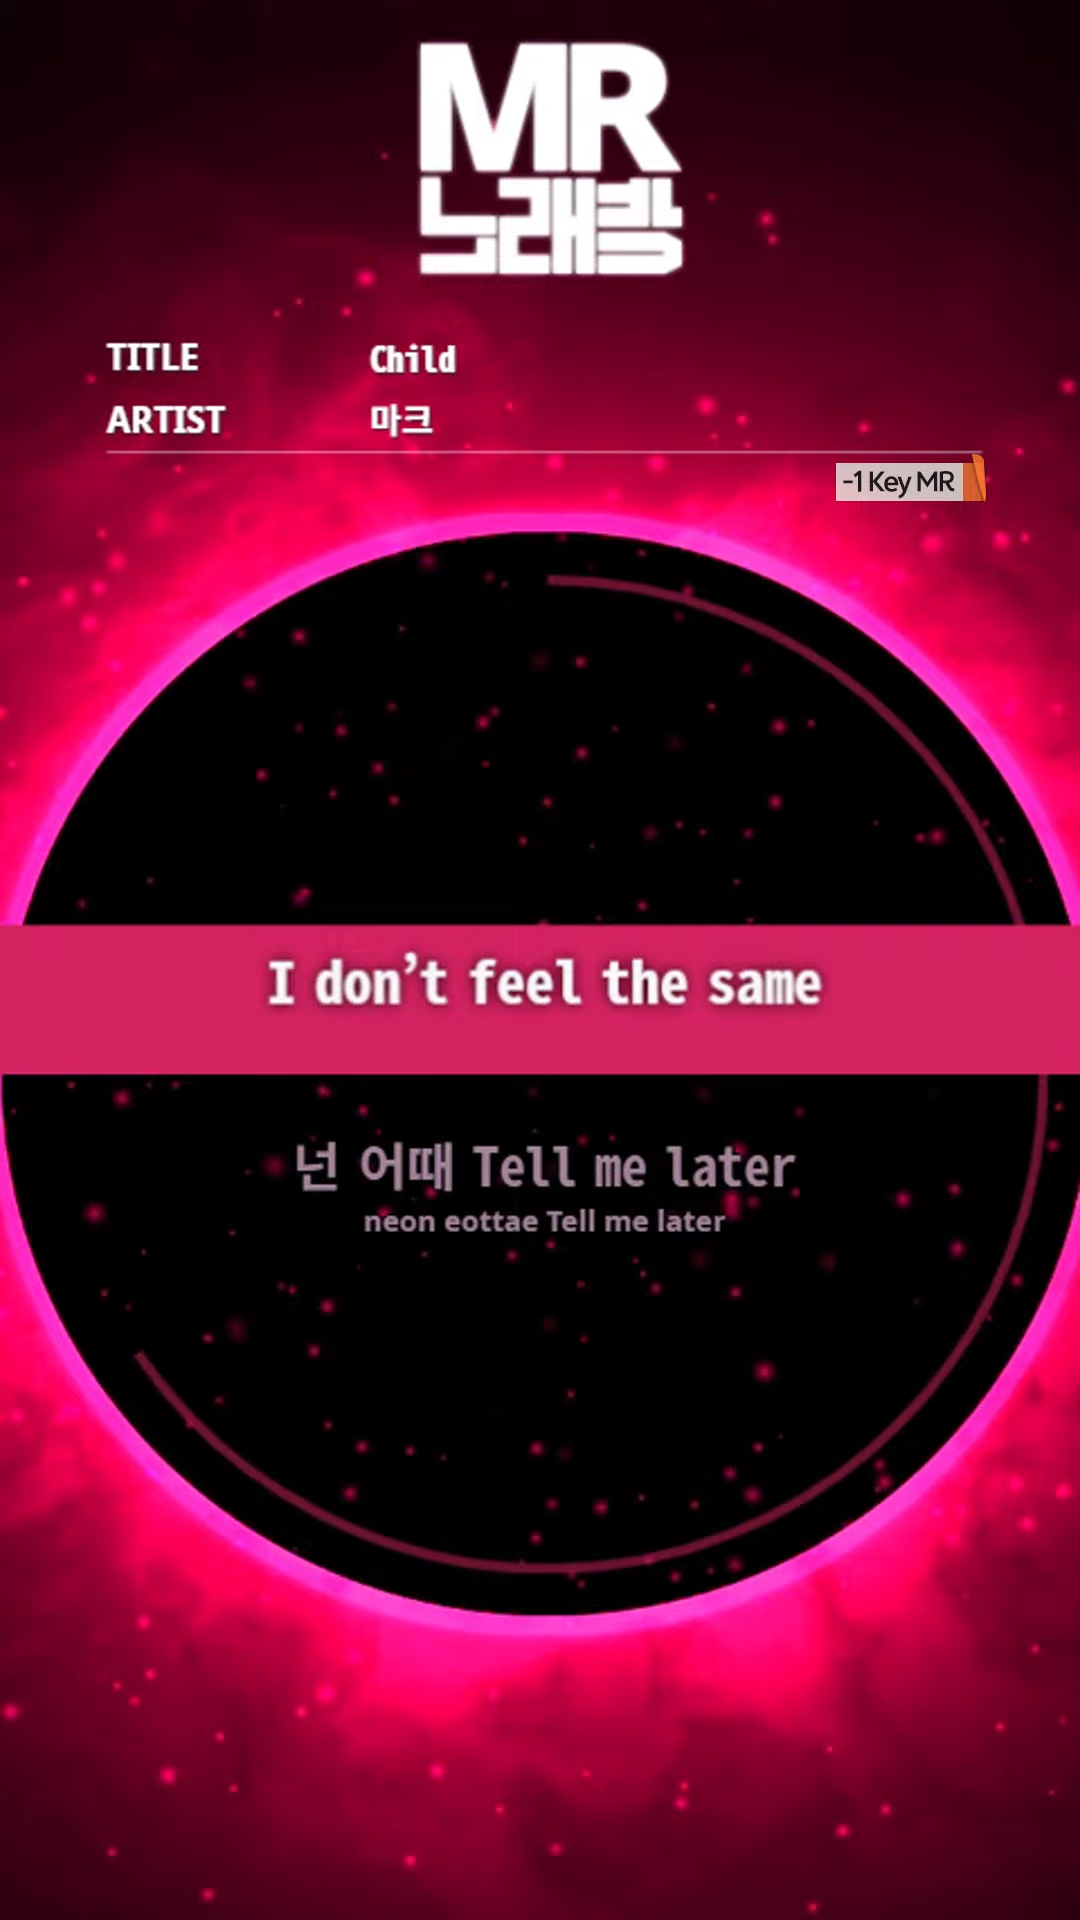 MR
노래방
TITLE Child
ARTIST 마크
-1 Key MR
I don’t feel the same
넌 어때 Tell me later
neon eottae Tell me later